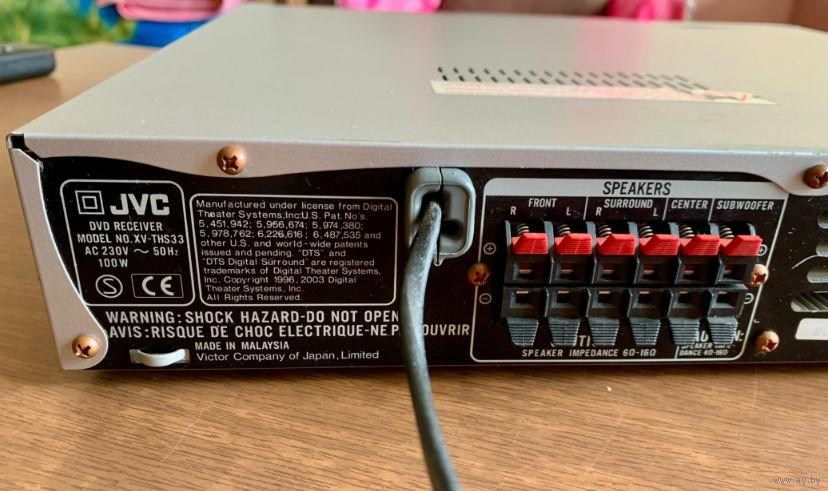 JVC
DVD RECEIVER
MODEL NO. XV-THS33
AC 230V ~ 50Hz
100W
S CE
Manufactured under license from Digital
Theater Systems, Inc. U.S. Pat. No's.
5,451,942; 5,956,674; 5,974,380;
5,978,762; 6,226,616; 6,487,535 and
other U.S. and world-wide patents
issued and pending. "DTS" and
"DTS Digital Surround" are registered
trademarks of Digital Theater Systems,
Inc. Copyright 1996, 2003 Digital
Theater Systems, Inc.
All Rights Reserved.
WARNING: SHOCK HAZARD-DO NOT OPEN
AVIS: RISQUE DE CHOC ELECTRIQUE-NE P OUVRIR
MADE IN MALAYSIA
Victor Company of Japan, Limited
SPEAKERS
FRONT SURROUND CENTER SUBWOOFER
R L R L
+ +
- -
SPEAKER IMPEDANCE 6Ω-16Ω
DANCE 4Ω-16Ω
www.ay.by